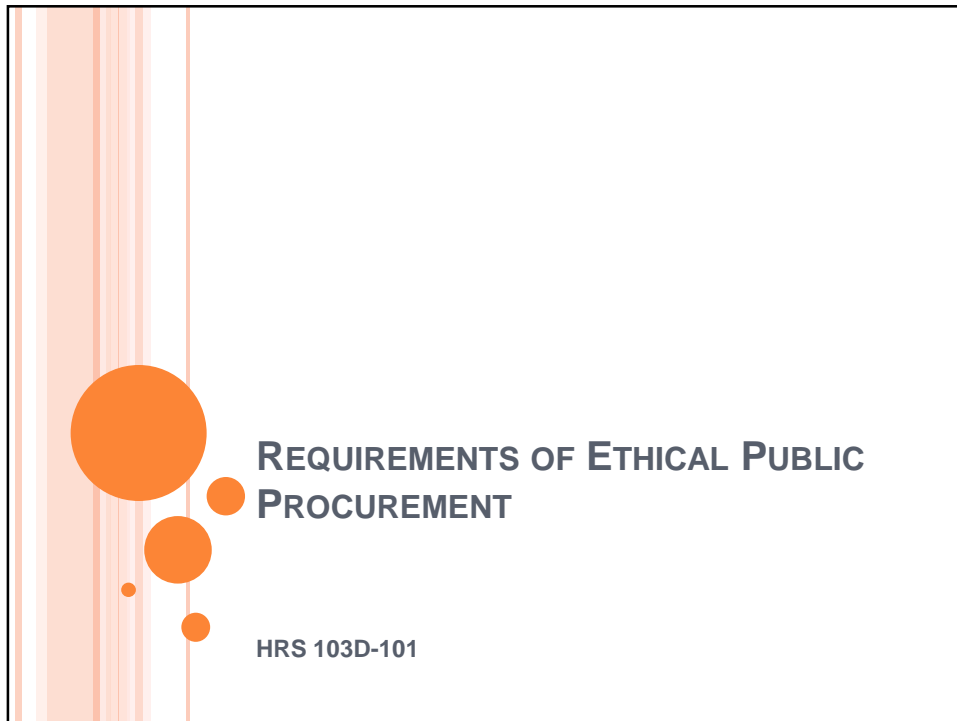 REQUIREMENTS OF ETHICAL PUBLIC
PROCUREMENT
HRS 103D-101